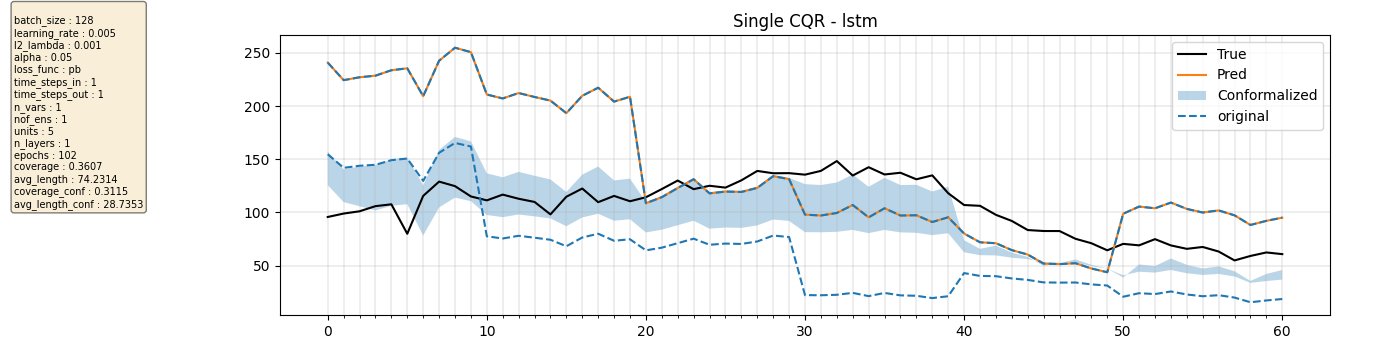 batch_size : 128
learning_rate : 0.005
l2_lambda : 0.001
alpha : 0.05
loss_func : pb
time_steps_in : 1
time_steps_out : 1
n_vars : 1
nof_ens : 1
units : 5
n_layers : 1
epochs : 102
coverage : 0.3607
avg_length : 74.2314
coverage_conf : 0.3115
avg_length_conf : 28.7353
Single CQR - lstm
250
200
150
100
50
True
Pred
Conformalized
original
0 10 20 30 40 50 60